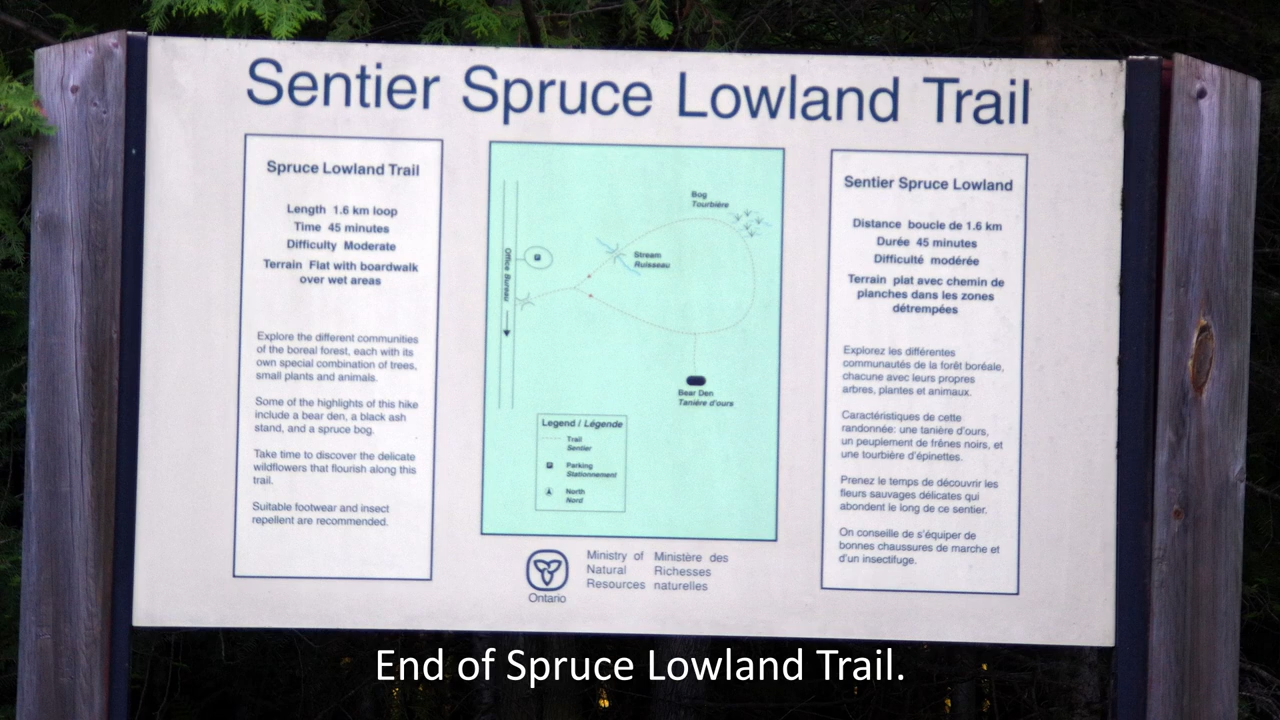 Sentier Spruce Lowland Trail
Spruce Lowland Trail
Length 1.6 km loop
Time 45 minutes
Difficulty Moderate
Terrain Flat with boardwalk
over wet areas
Explore the different communities
of the boreal forest, each with its
own special combination of trees,
small plants and animals.
Some of the highlights of this hike
include a bear den, a black ash
stand, and a spruce bog.
Take time to discover the delicate
wildflowers that flourish along this
trail.
Suitable footwear and insect
repellent are recommended.
Bog
Tourbière
Stream
Ruisseau
P
Office Bureau
Bear Den
Tanière d'ours
Legend / Légende
Trail
Sentier
P
Parking
Stationnement
North
Nord
Sentier Spruce Lowland
Distance boucle de 1.6 km
Durée 45 minutes
Difficulté modérée
Terrain plat avec chemin de
planches dans les zones
détrempées
Explorez les différentes
communautés de la forêt boréale,
chacune avec leurs propres
arbres, plantes et animaux.
Caractéristiques de cette
randonnée: une tanière d'ours,
un peuplement de frênes noirs, et
une tourbière d'épinettes.
Prenez le temps de découvrir les
fleurs sauvages délicates qui
abondent le long de ce sentier.
On conseille de s'équiper de
bonnes chaussures de marche et
d'un insectifuge.
Ministry of Ministère des
Natural Richesses
Resources naturelles
Ontario
End of Spruce Lowland Trail.